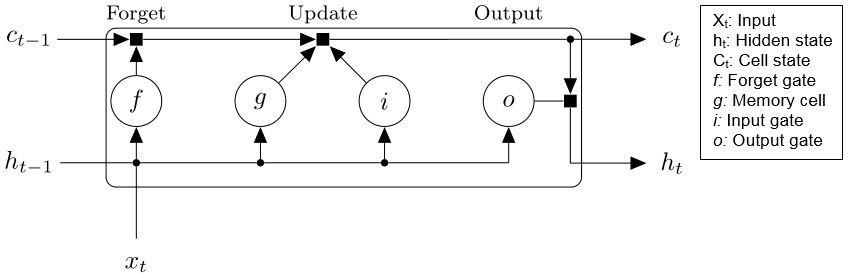 Forget Update Output
c_{t−1} c_t
f g i o
h_{t−1} h_t
x_t
X_t: Input
h_t: Hidden state
C_t: Cell state
f: Forget gate
g: Memory cell
i: Input gate
o: Output gate